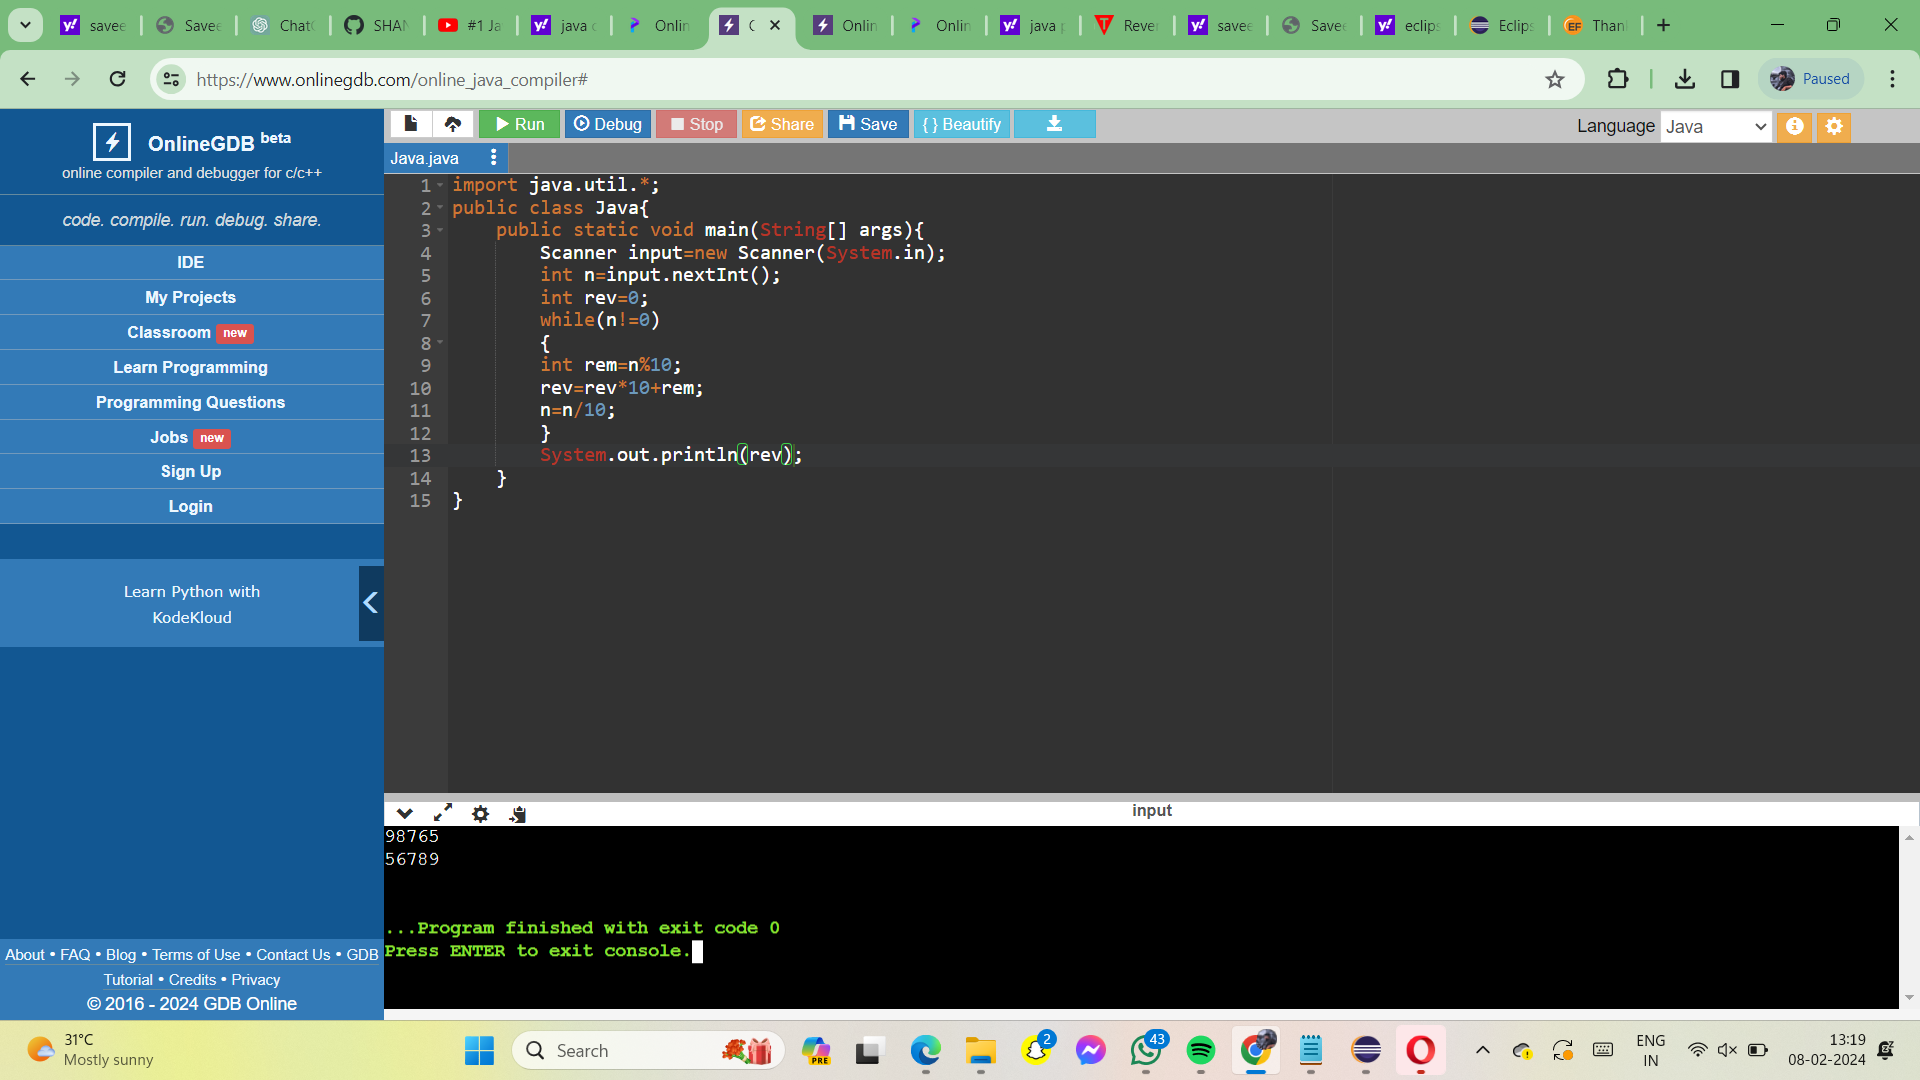 savee
Savee
Chat
SHAN
#1 Ja
java c
Onlin
Onlin
Onlin
java p
Rever
savee
Savee
eclips
Eclips
Thank
https://www.onlinegdb.com/online_java_compiler#
Paused
OnlineGDB beta
online compiler and debugger for c/c++
code. compile. run. debug. share.
IDE
My Projects
Classroom new
Learn Programming
Programming Questions
Jobs new
Sign Up
Login
Learn Python with
KodeKloud
About • FAQ • Blog • Terms of Use • Contact Us • GDB
Tutorial • Credits • Privacy
© 2016 - 2024 GDB Online
Run Debug Stop Share Save { } Beautify
Language Java
Java.java
1 import java.util.*;
2 public class Java{
3 public static void main(String[] args){
4 Scanner input=new Scanner(System.in);
5 int n=input.nextInt();
6 int rev=0;
7 while(n!=0)
8 {
9 int rem=n%10;
10 rev=rev*10+rem;
11 n=n/10;
12 }
13 System.out.println(rev);
14 }
15 }
input
98765
56789
...Program finished with exit code 0
Press ENTER to exit console.
31°C
Mostly sunny
Search
PRE
2
43
ENG
IN
13:19
08-02-2024